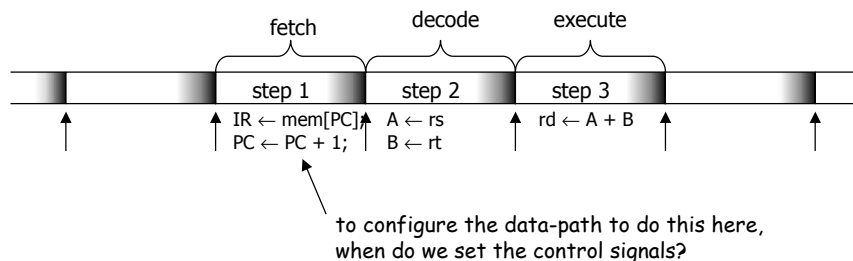 fetch
decode
execute
step 1
step 2
step 3
IR ← mem[PC];
PC ← PC + 1;
A ← rs
B ← rt
rd ← A + B
to configure the data-path to do this here,
when do we set the control signals?